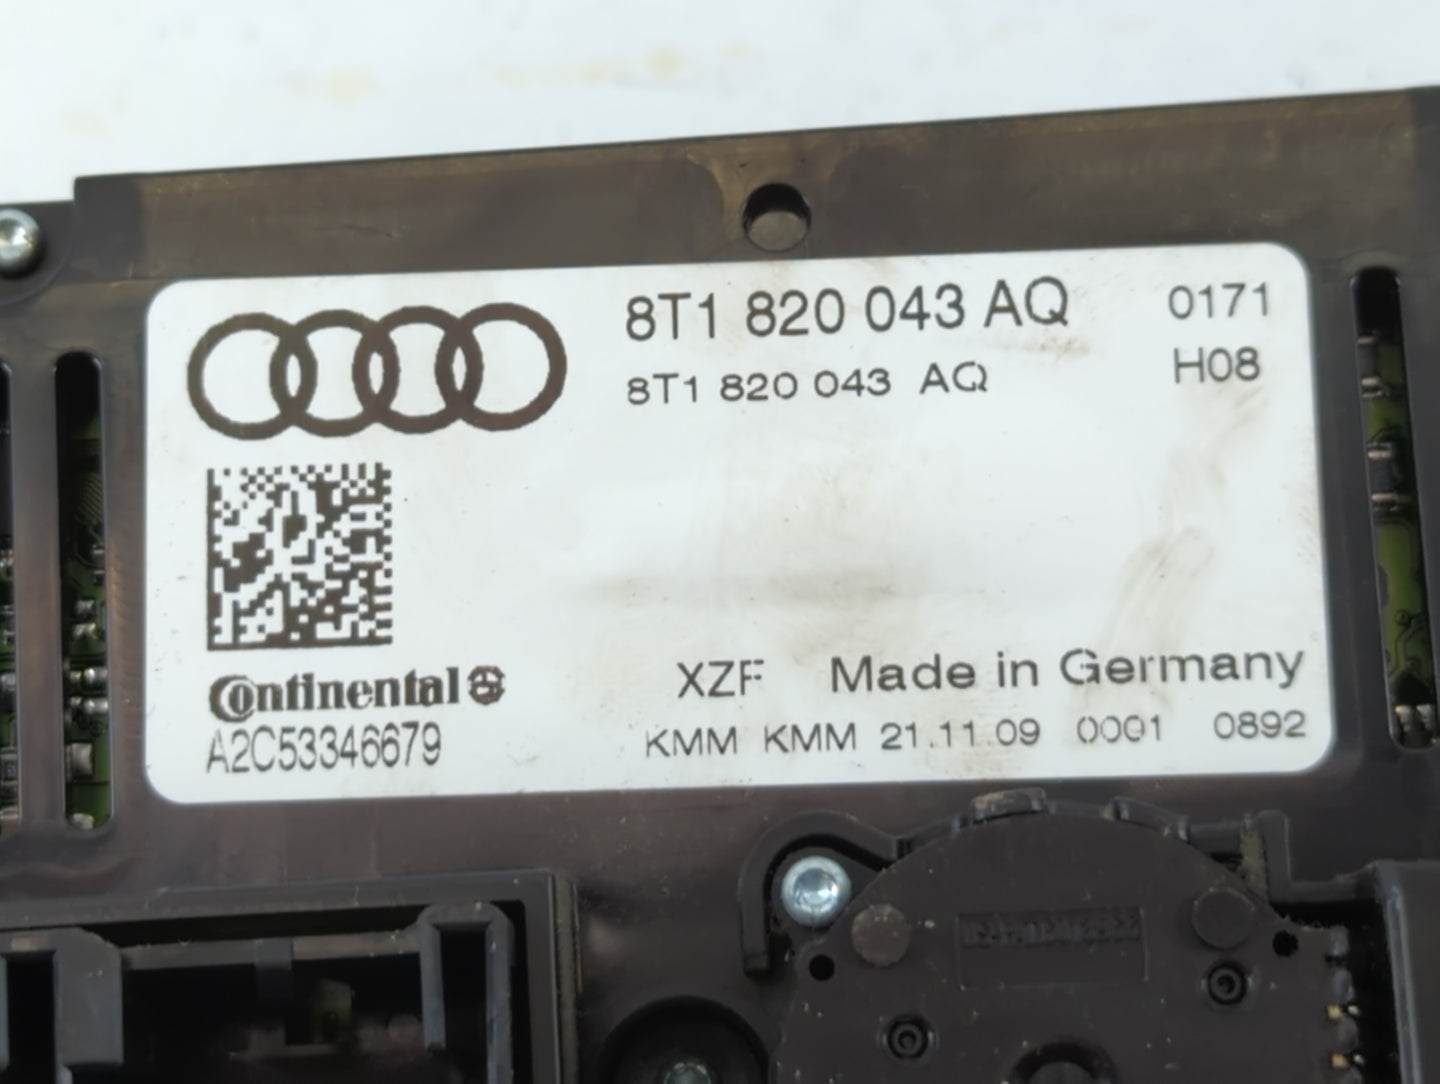 8T1 820 043 AQ 0171
8T1 820 043 AQ H08
Continental
A2C53346679
XZF Made in Germany
KMM KMM 21.11.09 0001 0892